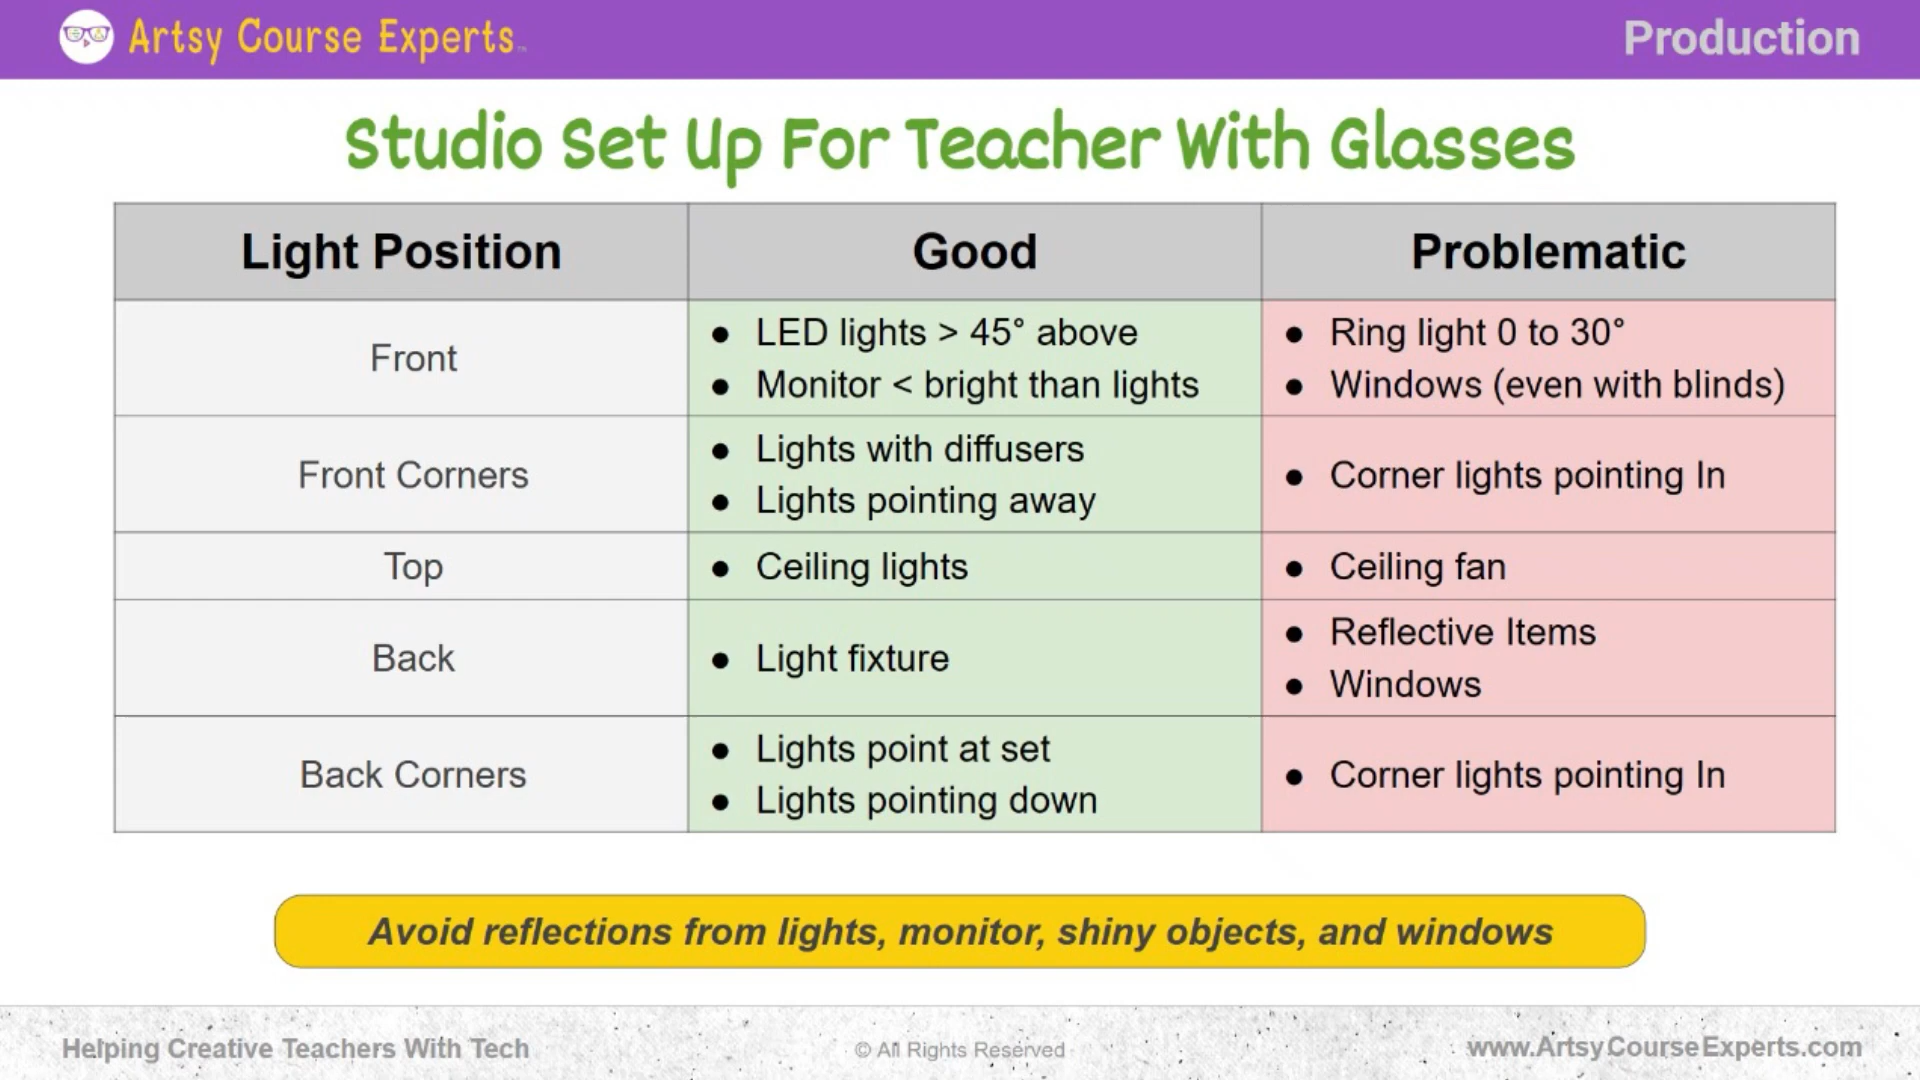 Artsy Course Experts
Production
Studio Set Up For Teacher With Glasses
Light Position Good Problematic
Front
● LED lights > 45° above
● Monitor < bright than lights
● Ring light 0 to 30°
● Windows (even with blinds)
Front Corners
● Lights with diffusers
● Lights pointing away
● Corner lights pointing In
Top
● Ceiling lights
● Ceiling fan
Back
● Light fixture
● Reflective Items
● Windows
Back Corners
● Lights point at set
● Lights pointing down
● Corner lights pointing In
Avoid reflections from lights, monitor, shiny objects, and windows
Helping Creative Teachers With Tech
© All Rights Reserved
www.ArtsyCourseExperts.com